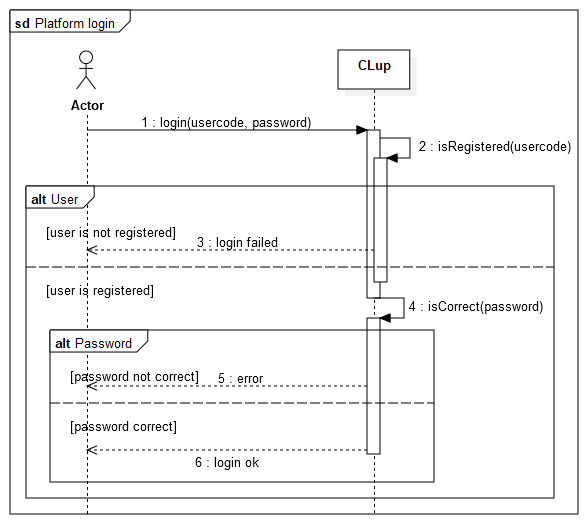 sd Platform login
CLup
Actor
1 : login(usercode, password)
2 : isRegistered(usercode)
alt User
[user is not registered]
3 : login failed
[user is registered]
4 : isCorrect(password)
alt Password
[password not correct]
5 : error
[password correct]
6 : login ok